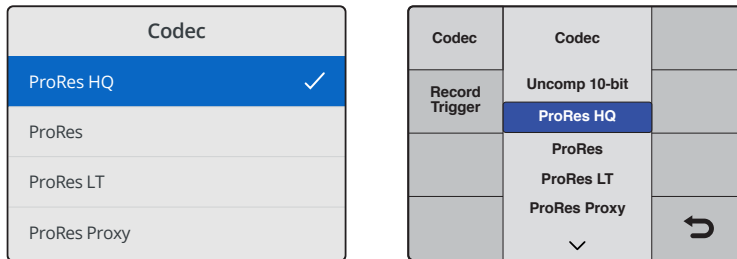 Codec
ProRes HQ
ProRes
ProRes LT
ProRes Proxy
Codec
Record
Trigger
Codec
Uncomp 10-bit
ProRes HQ
ProRes
ProRes LT
ProRes Proxy